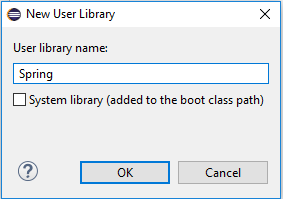 New User Library
User library name:
Spring
System library (added to the boot class path)
?
OK
Cancel